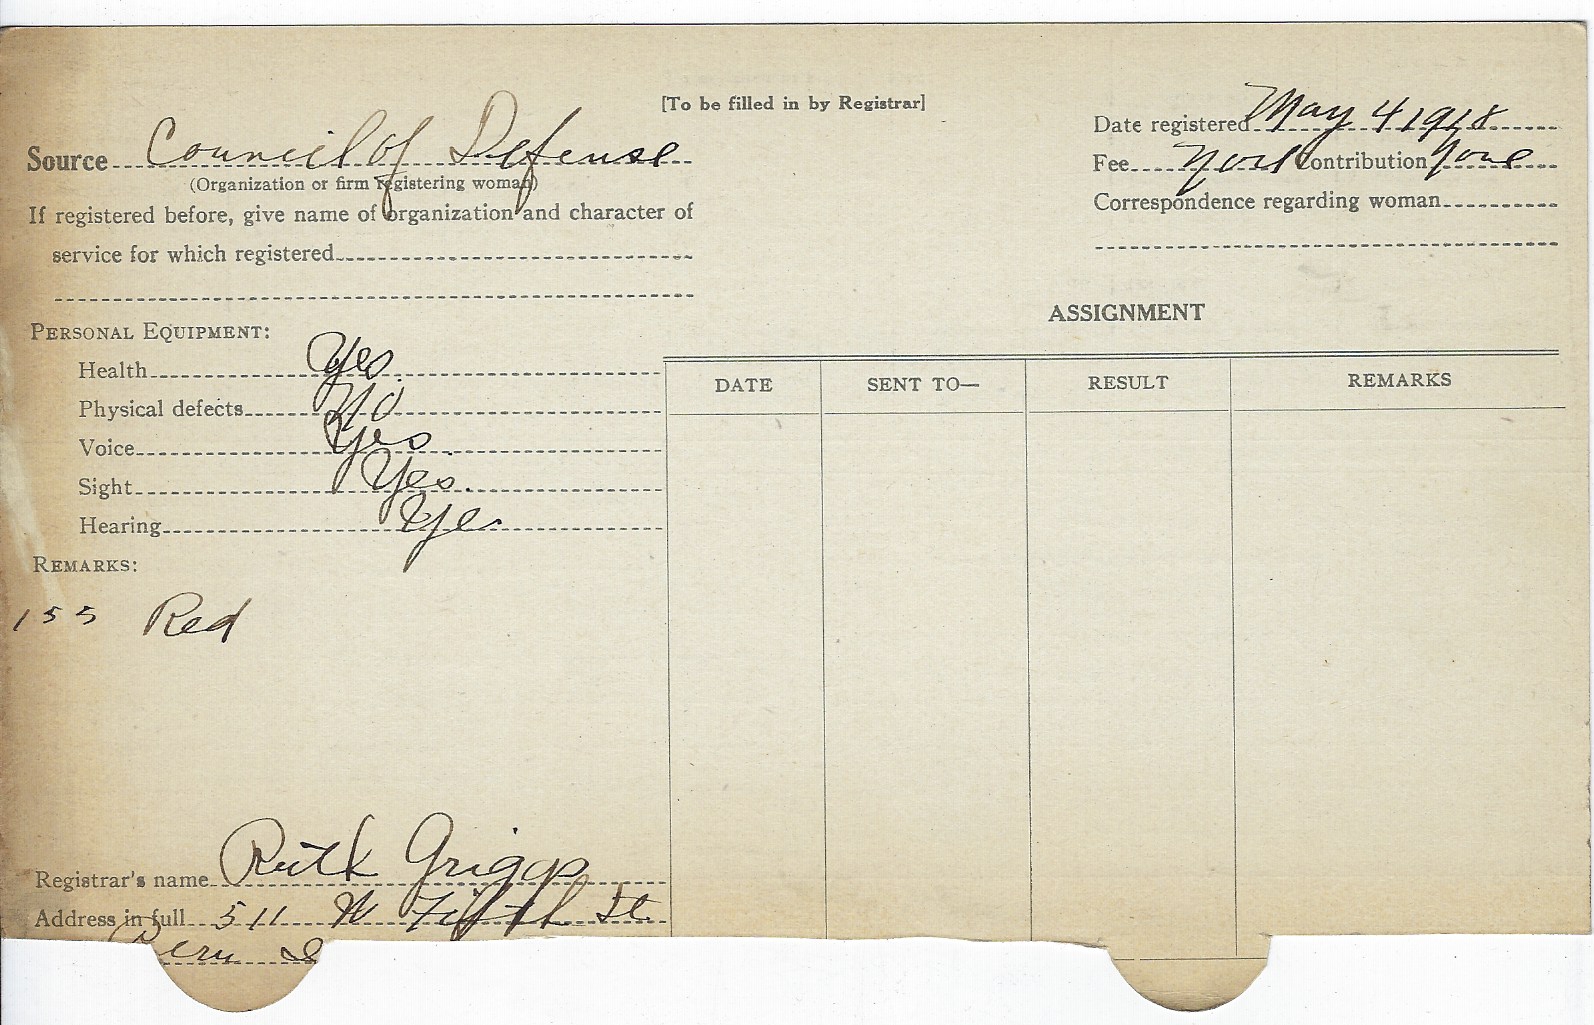 [To be filled in by Registrar]
Source Council of Defense
(Organization or firm registering woman)
If registered before, give name of organization and character of
service for which registered
Date registered May 4 1918
Fee None Contribution None
Correspondence regarding woman
PERSONAL EQUIPMENT:
Health Yes.
Physical defects No
Voice Yes
Sight Yes.
Hearing Yes
REMARKS:
155 Red
ASSIGNMENT
DATE SENT TO— RESULT REMARKS
Registrar's name Ruth Griggs
Address in full 511 W Fifth St.
Peru